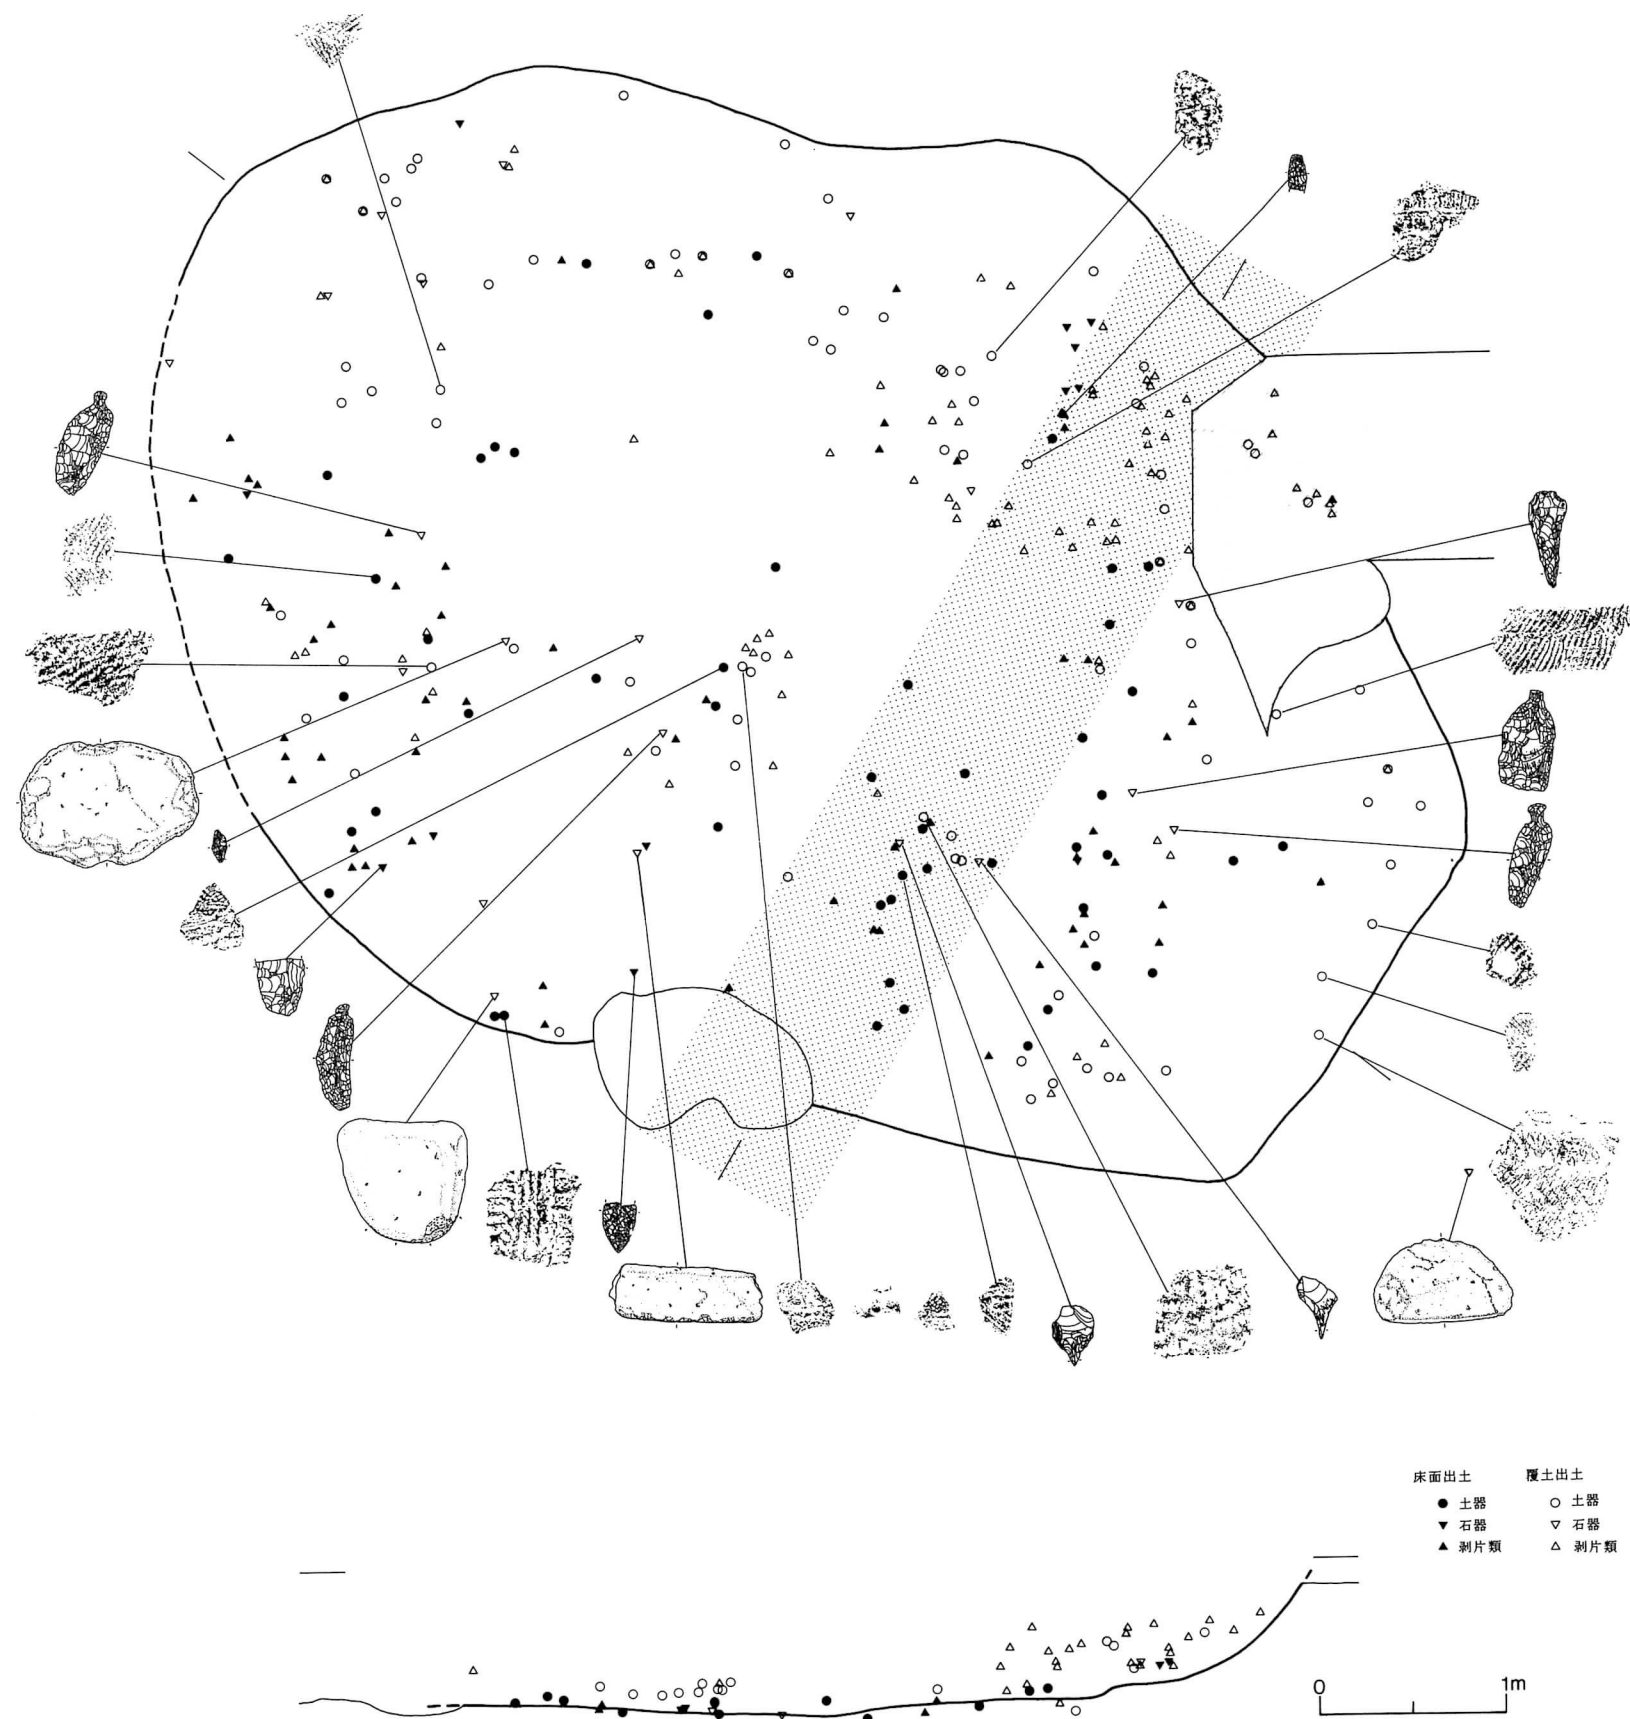 床面出土 覆土出土
● 土器 ○ 土器
▼ 石器 ▽ 石器
▲ 剥片類 △ 剥片類
0 1m